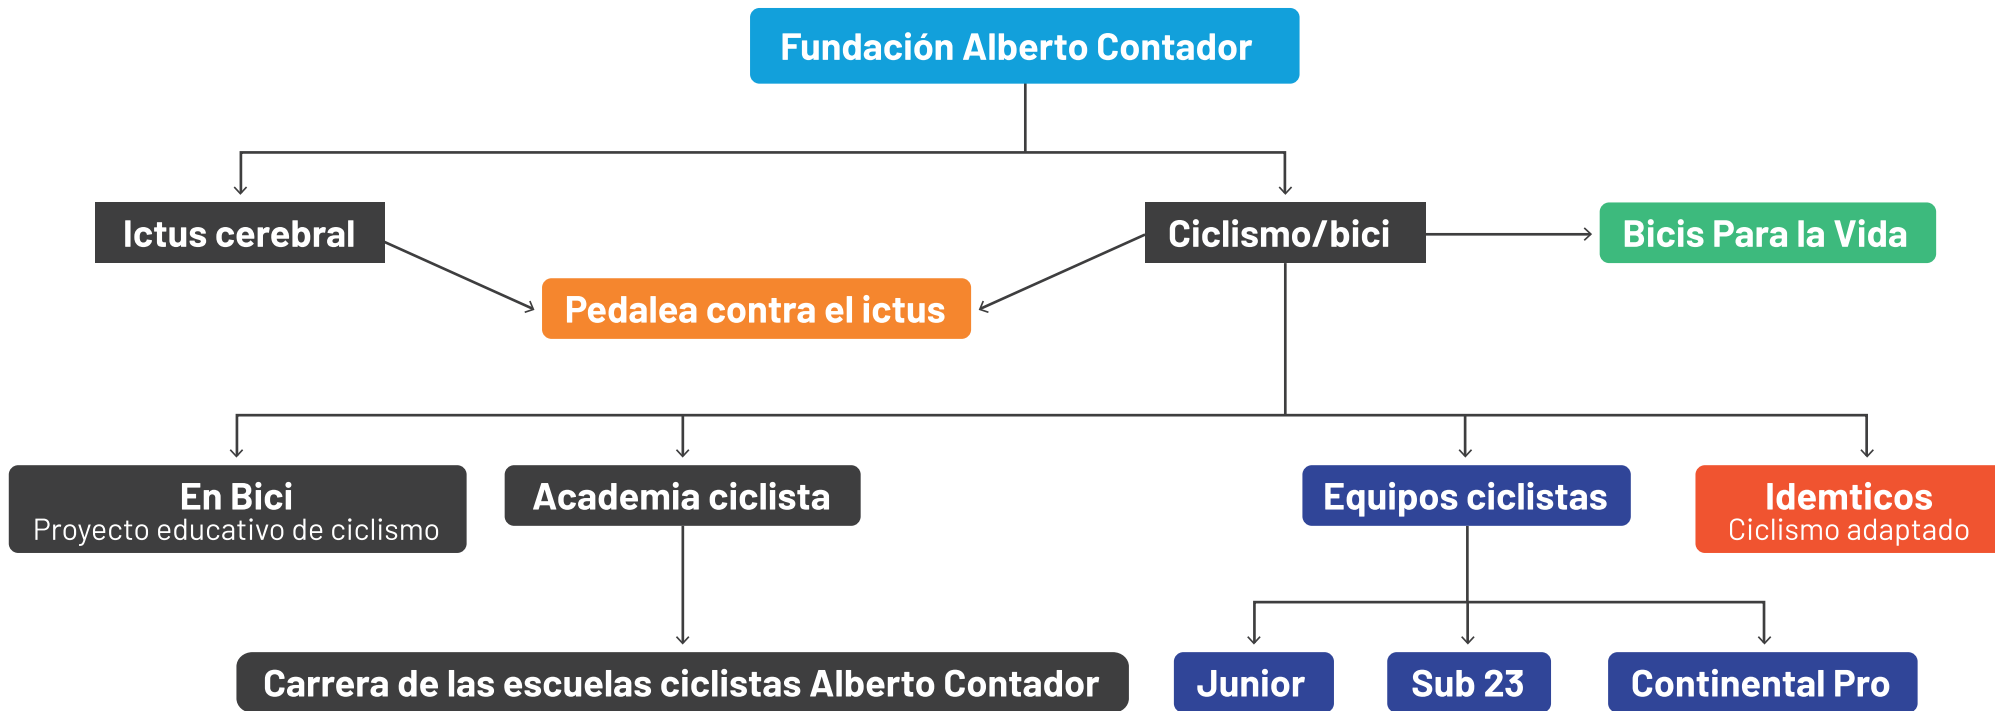 Fundación Alberto Contador
Ictus cerebral
Ciclismo/bici
Bicis Para la Vida
Pedalea contra el ictus
En Bici
Proyecto educativo de ciclismo
Academia ciclista
Equipos ciclistas
Idemticos
Ciclismo adaptado
Carrera de las escuelas ciclistas Alberto Contador
Junior
Sub 23
Continental Pro